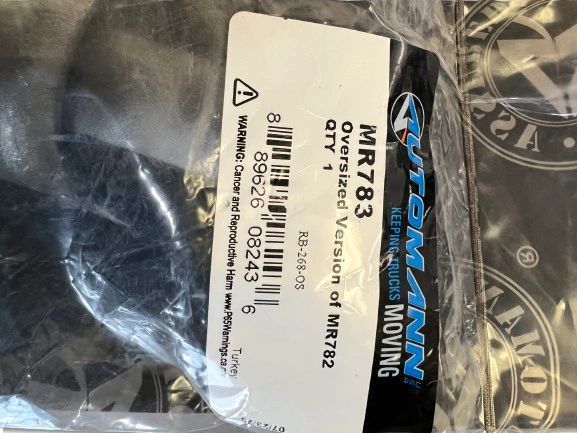 AUTOMANN
KEEPING TRUCKS MOVING
MR783
Oversized Version of MR782
QTY 1
RB-268-OS
8 89626 08243 6
Turkey
WARNING: Cancer and Reproductive Harm www.P65Warnings.ca